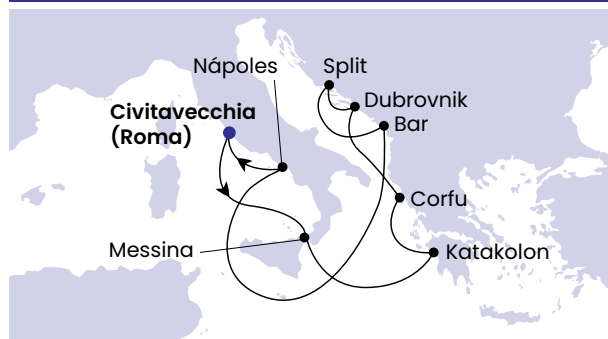 Nápoles
Split
Dubrovnik
Civitavecchia
(Roma)
Bar
Corfu
Messina
Katakolon